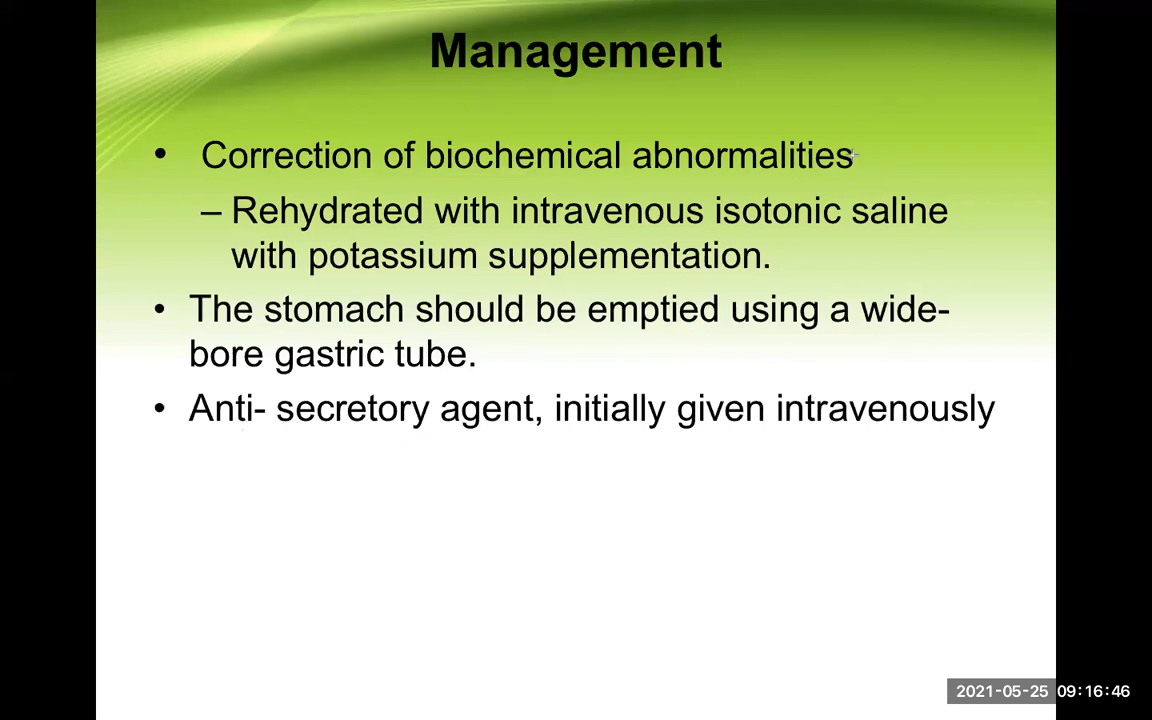 Management
• Correction of biochemical abnormalities
– Rehydrated with intravenous isotonic saline
with potassium supplementation.
• The stomach should be emptied using a wide-
bore gastric tube.
• Anti- secretory agent, initially given intravenously
2021-05-25 09:16:46